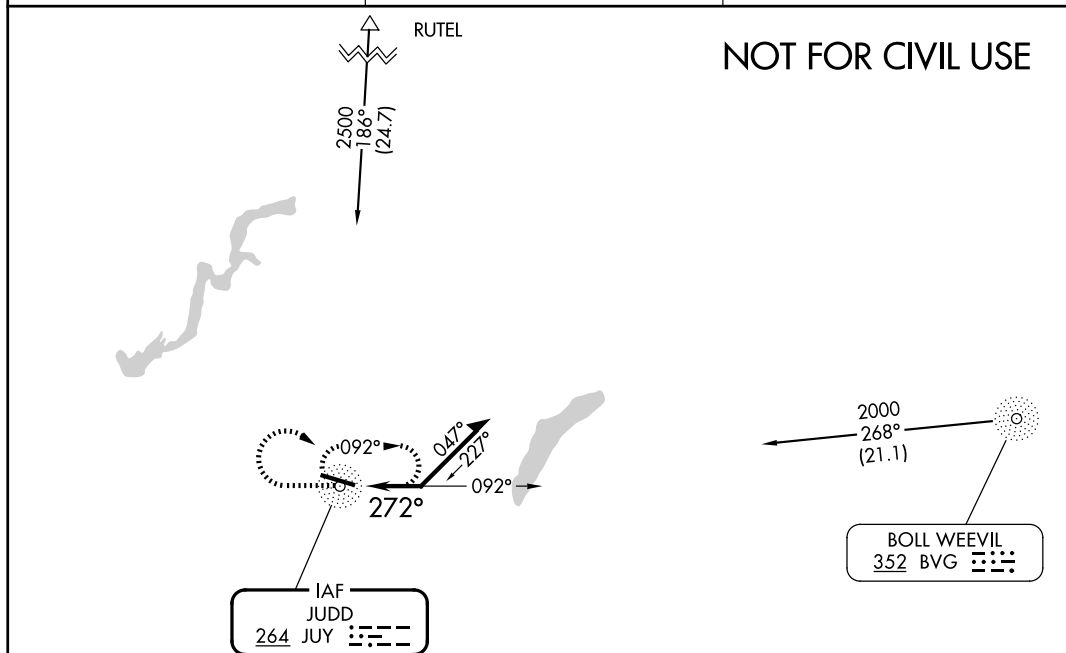 RUTEL
NOT FOR CIVIL USE
2500
186°
(24.7)
2000
268°
(21.1)
092°
047°
227°
092°
272°
BOLL WEEVIL
352 BVG
IAF
JUDD
264 JUY